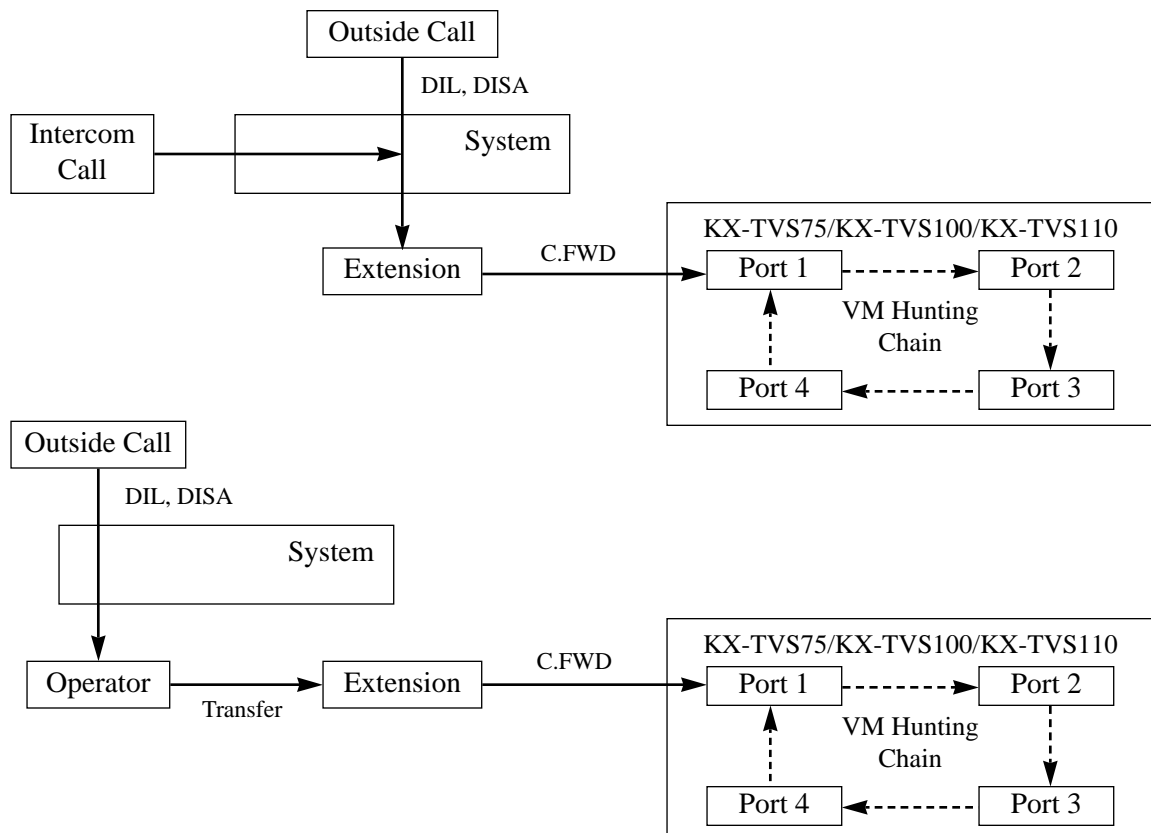 Outside Call
DIL, DISA
Intercom
Call
System
Extension
C.FWD
KX-TVS75/KX-TVS100/KX-TVS110
Port 1
Port 2
VM Hunting
Chain
Port 4
Port 3
Outside Call
DIL, DISA
System
Operator
Transfer
Extension
C.FWD
KX-TVS75/KX-TVS100/KX-TVS110
Port 1
Port 2
VM Hunting
Chain
Port 4
Port 3